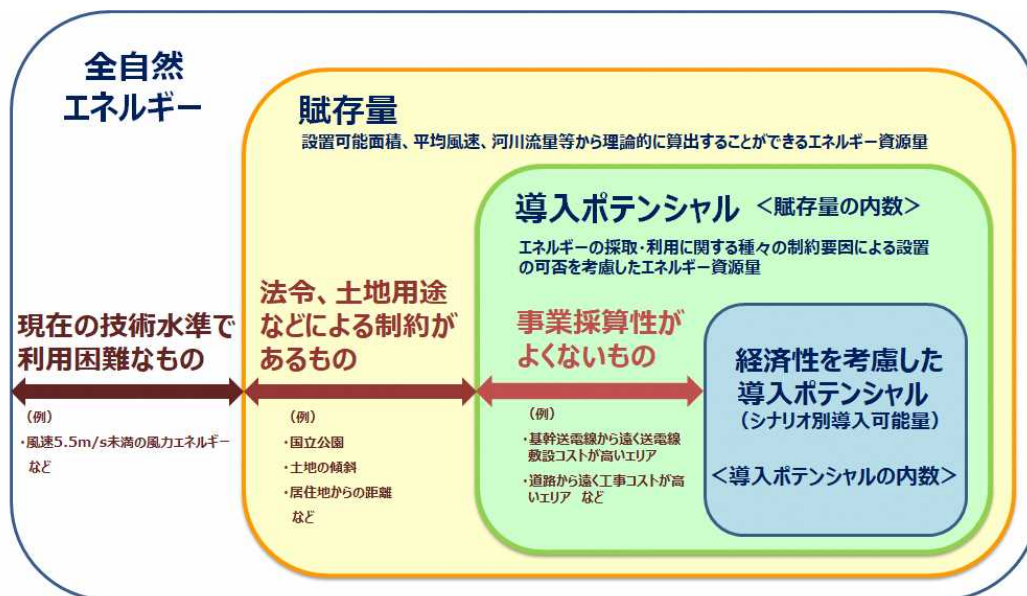 全自然
エネルギー
賦存量
設置可能面積、平均風速、河川流量等から理論的に算出することができるエネルギー資源量
導入ポテンシャル <賦存量の内数>
エネルギーの採取・利用に関する種々の制約要因による設置
の可否を考慮したエネルギー資源量
現在の技術水準で
利用困難なもの
(例)
・風速5.5m/s未満の風力エネルギー
など
法令、土地用途
などによる制約が
あるもの
(例)
・国立公園
・土地の傾斜
・居住地からの距離
など
事業採算性が
よくないもの
(例)
・基幹送電線から遠く送電線
敷設コストが高いエリア
・道路から遠く工事コストが高
いエリア など
経済性を考慮した
導入ポテンシャル
(シナリオ別導入可能量)
<導入ポテンシャルの内数>